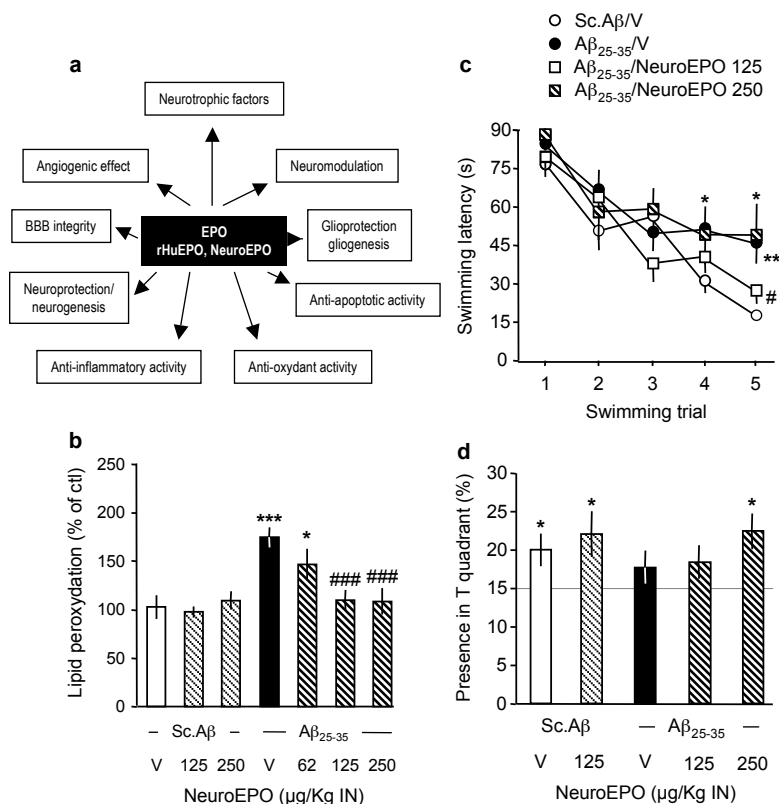 a
Neurotrophic factors
Angiogenic effect
Neuromodulation
BBB integrity
EPO
rHuEPO, NeuroEPO
Glioprotection
gliogenesis
Neuroprotection/
neurogenesis
Anti-apoptotic activity
Anti-inflammatory activity
Anti-oxydant activity
b
Lipid peroxydation (% of ctl)
250
200
150
100
50
0
***
*
###
###
– Sc.Aβ –
— Aβ25-35 —
V 125 250 V 62 125 250
NeuroEPO (µg/Kg IN)
Sc.Aβ/V
Aβ25-35/V
Aβ25-35/NeuroEPO 125
Aβ25-35/NeuroEPO 250
c
Swimming latency (s)
90
75
60
45
30
15
0
*
*
**
#
1 2 3 4 5
Swimming trial
d
Presence in T quadrant (%)
30
25
20
15
10
5
0
*
*
*
Sc.Aβ
— Aβ25-35 —
V 125 V 125 250
NeuroEPO (µg/Kg IN)